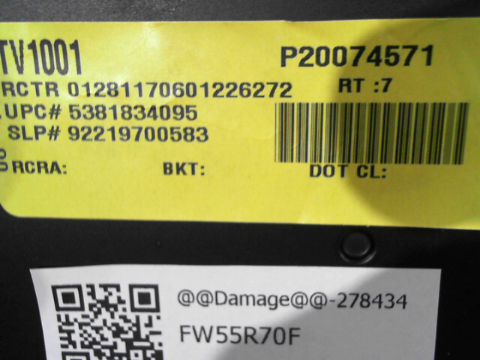 TV1001 P20074571
RCTR 01281170601226272 RT :7
UPC# 5381834095
SLP# 92219700583
RCRA: BKT: DOT CL:
@@Damage@@-278434
FW55R70F